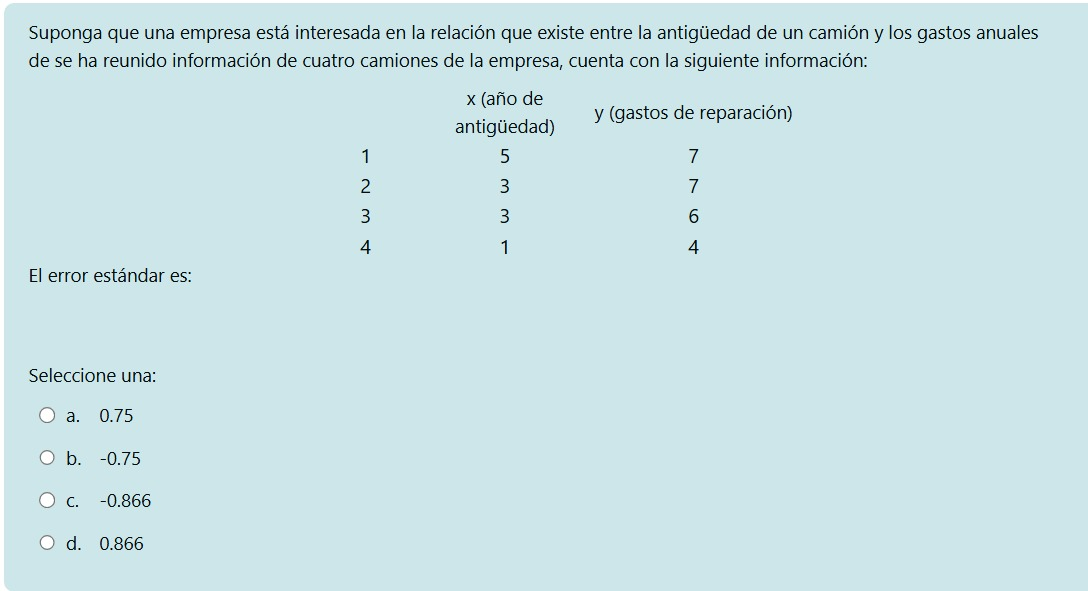 Suponga que una empresa está interesada en la relación que existe entre la antigüedad de un camión y los gastos anuales
de se ha reunido información de cuatro camiones de la empresa, cuenta con la siguiente información:
x (año de
antigüedad) y (gastos de reparación)
1 5 7
2 3 7
3 3 6
4 1 4
El error estándar es:
Seleccione una:
a. 0.75
b. -0.75
c. -0.866
d. 0.866